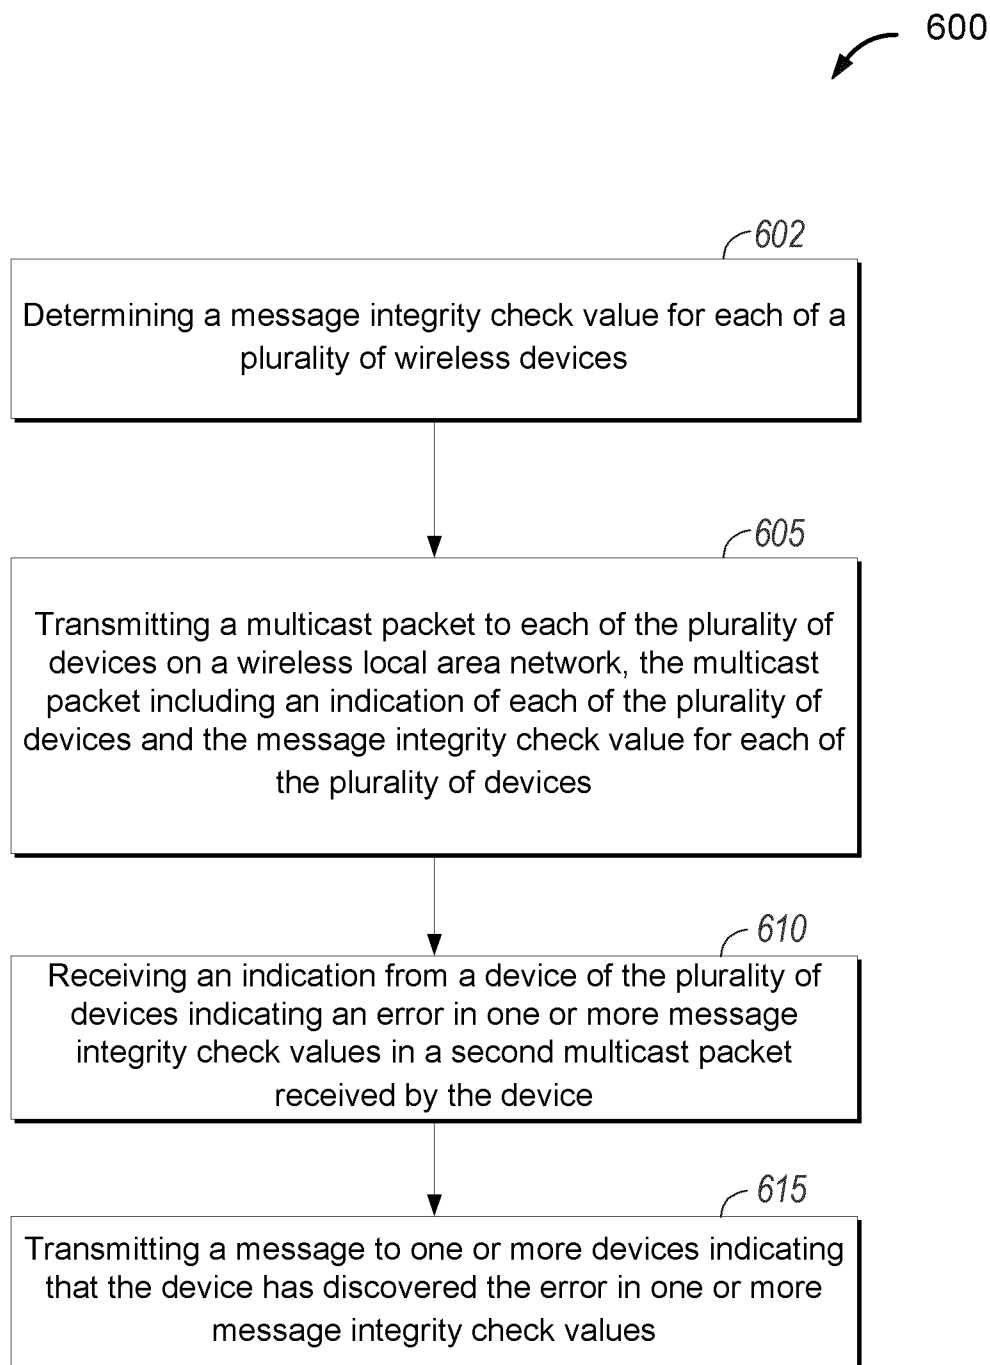 600
602
Determining a message integrity check value for each of a
plurality of wireless devices
605
Transmitting a multicast packet to each of the plurality of
devices on a wireless local area network, the multicast
packet including an indication of each of the plurality of
devices and the message integrity check value for each of
the plurality of devices
610
Receiving an indication from a device of the plurality of
devices indicating an error in one or more message
integrity check values in a second multicast packet
received by the device
615
Transmitting a message to one or more devices indicating
that the device has discovered the error in one or more
message integrity check values